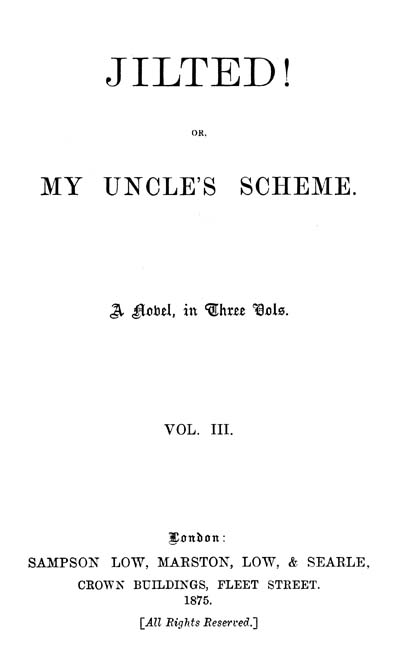 JILTED!
OR,
MY UNCLE'S SCHEME.
A Novel, in Three Vols.
VOL. III.
London:
SAMPSON LOW, MARSTON, LOW, & SEARLE,
CROWN BUILDINGS, FLEET STREET.
1875.
[All Rights Reserved.]